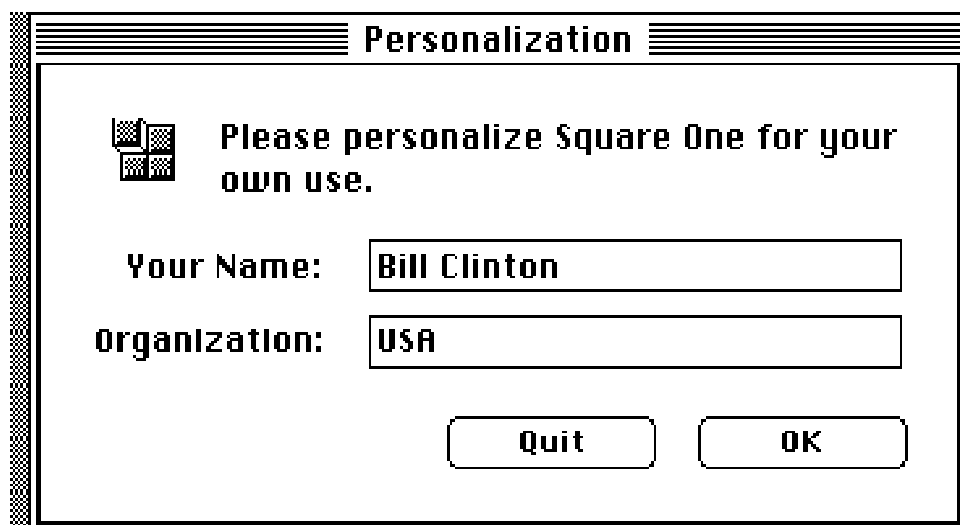 Personalization
Please personalize Square One for your
own use.
Your Name: Bill Clinton
Organization: USA
Quit OK